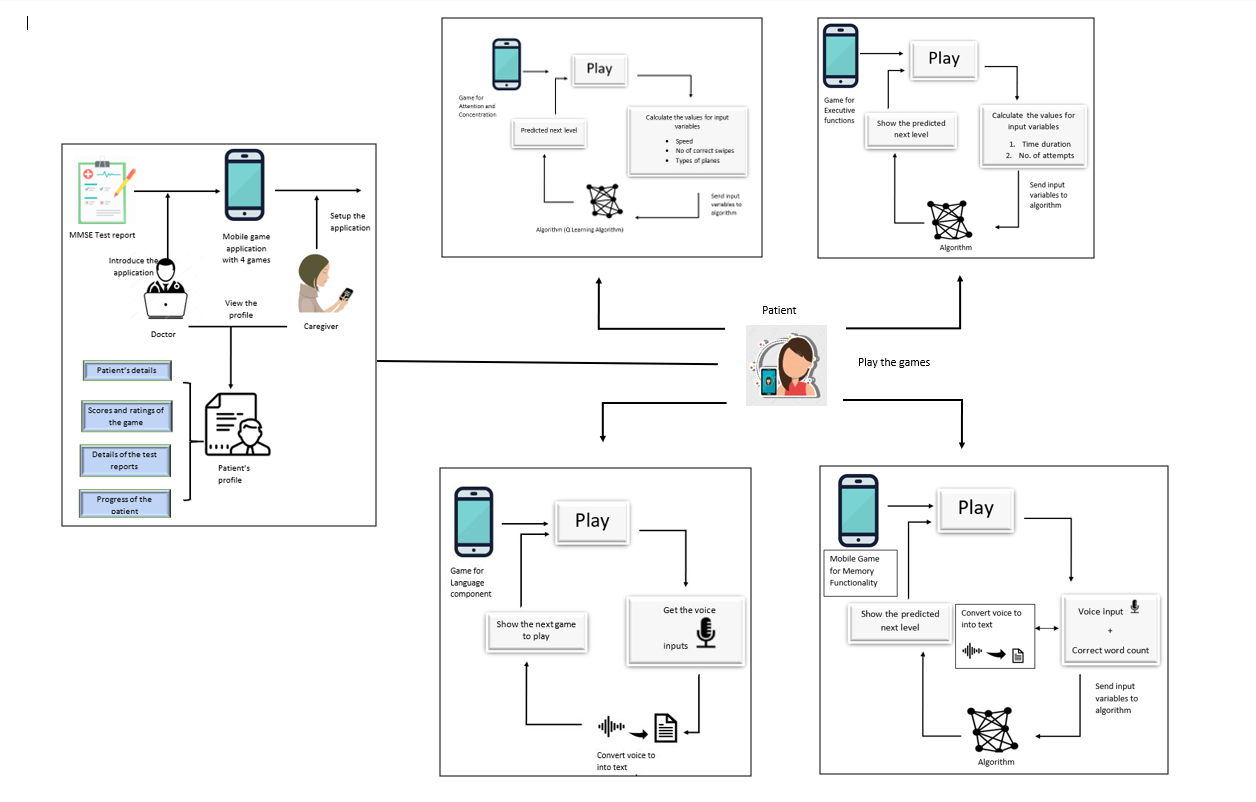 MMSE Test report
Mobile game
application
with 4 games
Setup the
application
Introduce the
application
Doctor
View the
profile
Caregiver
Patient's details
Scores and ratings of
the game
Details of the test
reports
Progress of the
patient
Patient's
profile
Game for
Attention and
Concentration
Play
Predicted next level
Calculate the values for input
variables
• Speed
• No of correct swipes
• Types of planes
Send input
variables to
algorithm
Algorithm (Q Learning Algorithm)
Game for
Executive
functions
Play
Show the predicted
next level
Calculate the values for
input variables
1. Time duration
2. No. of attempts
Send input
variables to
algorithm
Algorithm
Patient
Play the games
Game for
Language
component
Play
Show the next game
to play
Get the voice
inputs
Convert voice to
into text
Mobile Game
for Memory
Functionality
Play
Show the predicted
next level
Convert voice to
into text
Voice input
+
Correct word count
Send input
variables to
algorithm
Algorithm